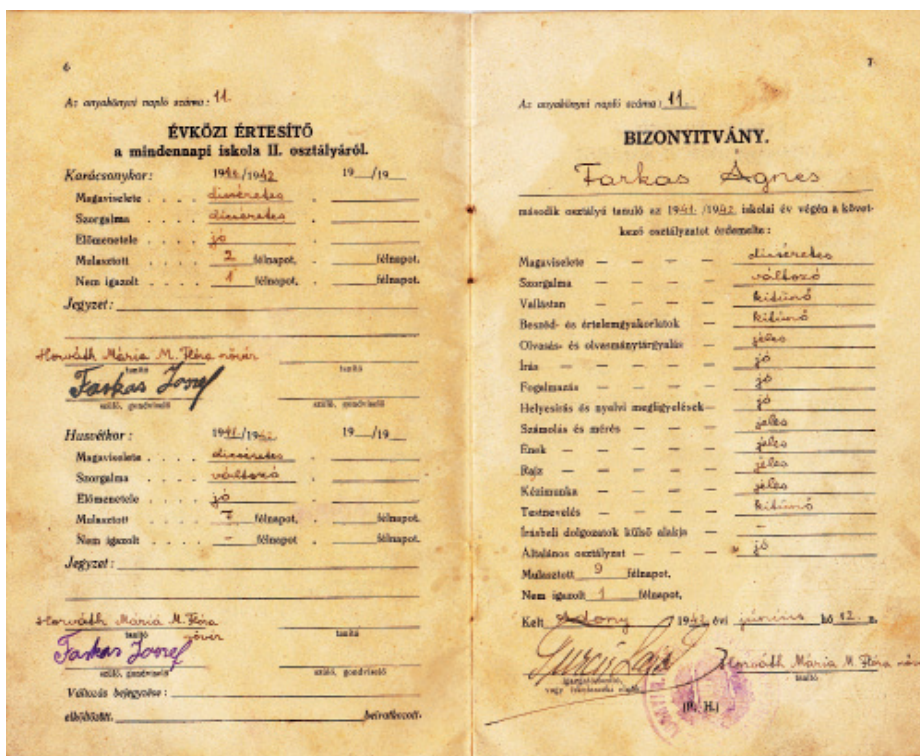 6
Az anyakönyvi napló száma: 11.
ÉVKÖZI ÉRTESÍTŐ
a mindennapi iskola II. osztályáról.
Karácsonykor: 1941/1942 19__/19__
Magaviselete . . . . dicséretes
Szorgalma . . . . dicséretes
Előmenetele . . . . jó
Mulasztott . . . . 2 félnapot, . félnapot,
Nem igazolt . . . . 1 félnapot. . félnapot.
Jegyzet:
Horváth Mária M. Flóra nővér
tanító tanító
Farkas József
szülő, gondviselő szülő, gondviselő
Husvétkor: 1941/1942 19__/19__
Magaviselete . . . . dicséretes
Szorgalma . . . . változó
Előmenetele . . . . jó
Mulasztott . . . . 7 félnapot, . félnapot,
Nem igazolt . . . . - félnapot. . félnapot.
Jegyzet:
Horváth Mária M. Flóra nővér
tanító tanító
Farkas József
szülő, gondviselő szülő, gondviselő
Változás bejegyzése:
elköltözött. beiratkozott.
7
Az anyakönyvi napló száma: 11.
BIZONYITVÁNY.
Farkas Ágnes
második osztályú tanuló az 1941./1942. iskolai év végén a követ-
kező osztályzatot érdemelte:
Magaviselete — — — — dicséretes
Szorgalma — — — — változó
Vallástan — — — — kitűnő
Beszéd- és értelemgyakorlatok — kitűnő
Olvasás- és olvasmánytárgyalás — jeles
Írás — — — — jó
Fogalmazás — — — — jó
Helyesírás és nyelvi megfigyelések — jó
Számolás és mérés — — — jeles
Ének — — — — jeles
Rajz — — — — jeles
Kézimunka — — — — jeles
Testnevelés — — — — kitűnő
Írásbeli dolgozatok külső alakja — -
Általános osztályzat — — — jó
Mulasztott 9 félnapot,
Nem igazolt 1 félnapot,
Kelt Adony 1942 évi június hó 12. n.
Horváth Mária M. Flóra nővér
tanító
(P. H.)